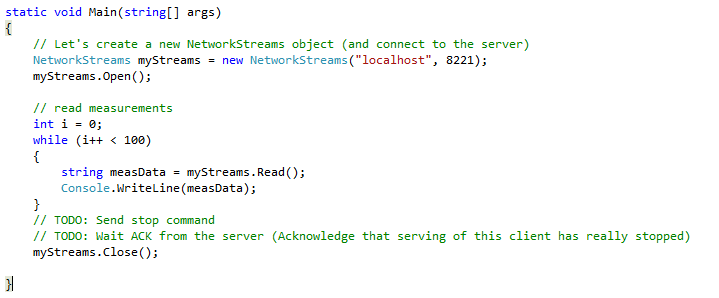 static void Main(string[] args)
{
    // Let's create a new NetworkStreams object (and connect to the server)
    NetworkStreams myStreams = new NetworkStreams("localhost", 8221);
    myStreams.Open();

    // read measurements
    int i = 0;
    while (i++ < 100)
    {
        string measData = myStreams.Read();
        Console.WriteLine(measData);
    }
    // TODO: Send stop command
    // TODO: Wait ACK from the server (Acknowledge that serving of this client has really stopped)
    myStreams.Close();

}